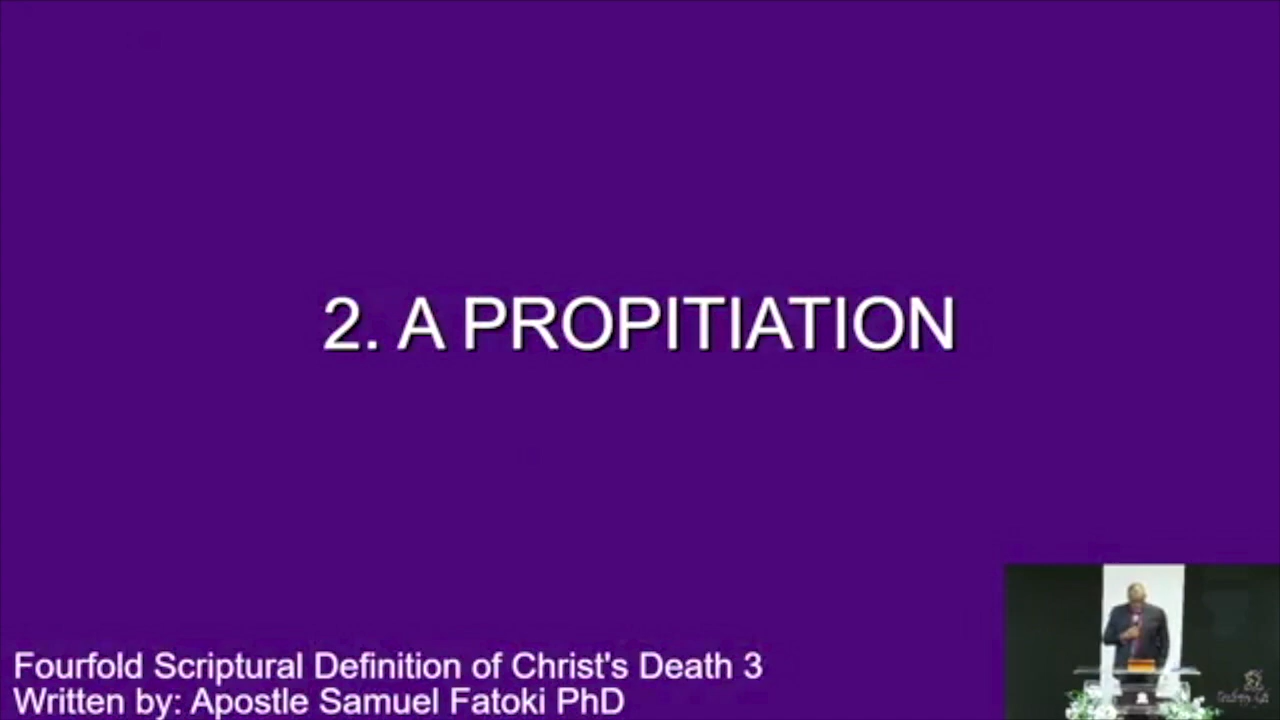 2. A PROPITIATION
Fourfold Scriptural Definition of Christ's Death 3
Written by: Apostle Samuel Fatoki PhD